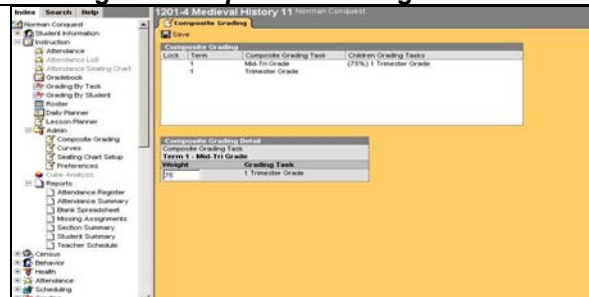 Index Search Help
Norman Conquest
Student Information
Instruction
Attendance
Attendance List
Attendance Seating Chart
Gradebook
Grading By Task
Grading By Student
Roster
Daily Planner
Lesson Planner
Admin
Composite Grading
Curves
Seating Chart Setup
Preferences
Cube Analysis
Reports
Attendance Register
Attendance Summary
Blank Spreadsheet
Missing Assignments
Section Summary
Student Summary
Teacher Schedule
Census
Behavior
Health
Attendance
Scheduling
1201-4 Medieval History 11 Norman Conquest
Composite Grading
Save
Composite Grading
Lock Term Composite Grading Task Children Grading Tasks
1 Mid-Tri Grade (75%) 1 Trimester Grade
1 Trimester Grade
Composite Grading Detail
Composite Grading Task
Term 1 - Mid-Tri Grade
Weight Grading Task
75 1 Trimester Grade